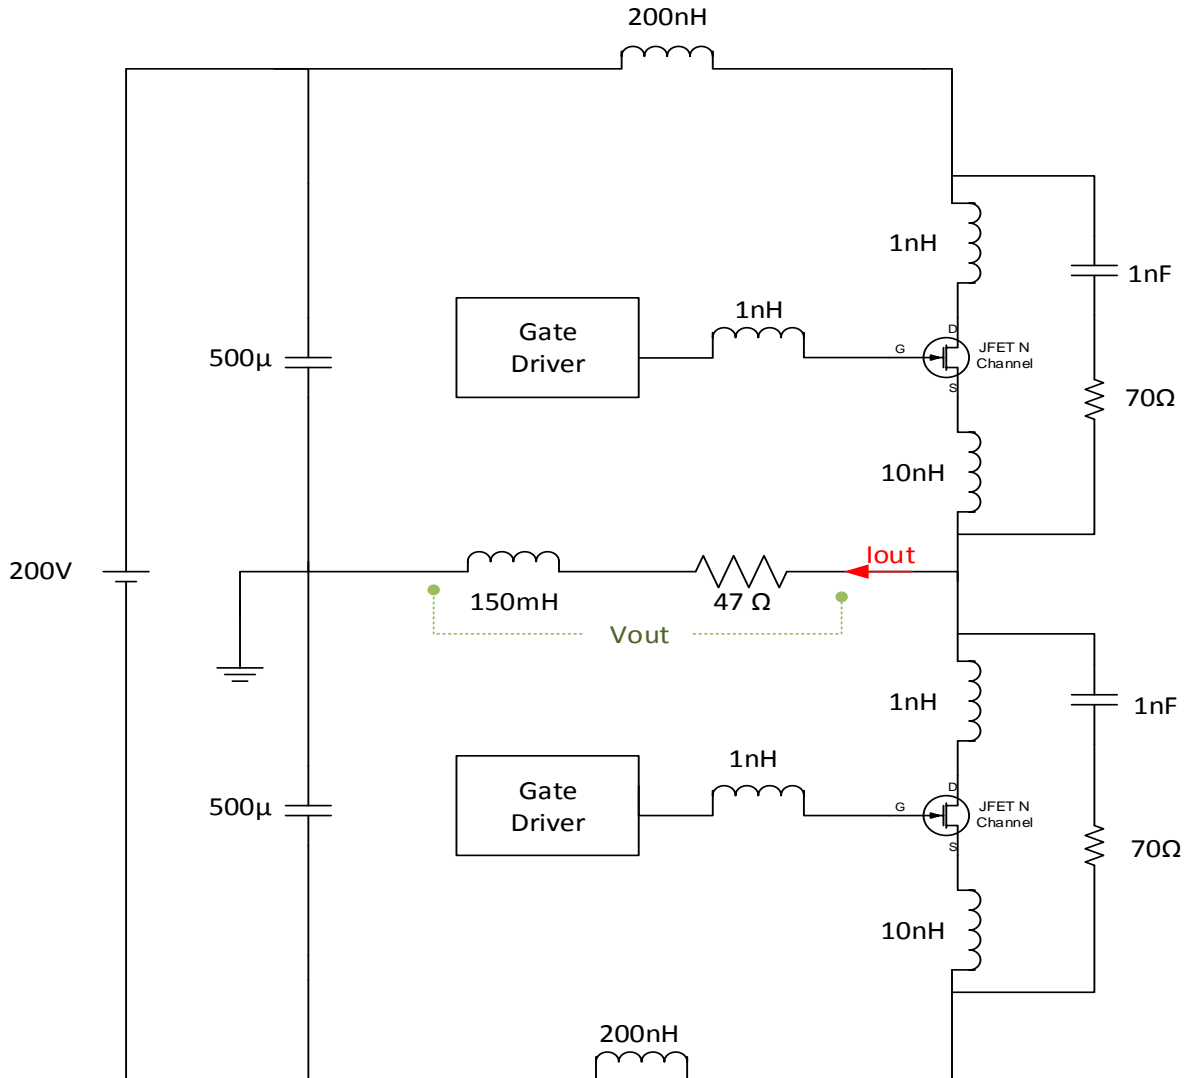 200nH
1nH
1nF
1nH
Gate
Driver
D
G
JFET N
Channel
500µ
S
70Ω
10nH
Iout
200V
150mH
47 Ω
Vout
1nH
1nF
1nH
Gate
Driver
D
G
JFET N
Channel
500µ
S
70Ω
10nH
200nH